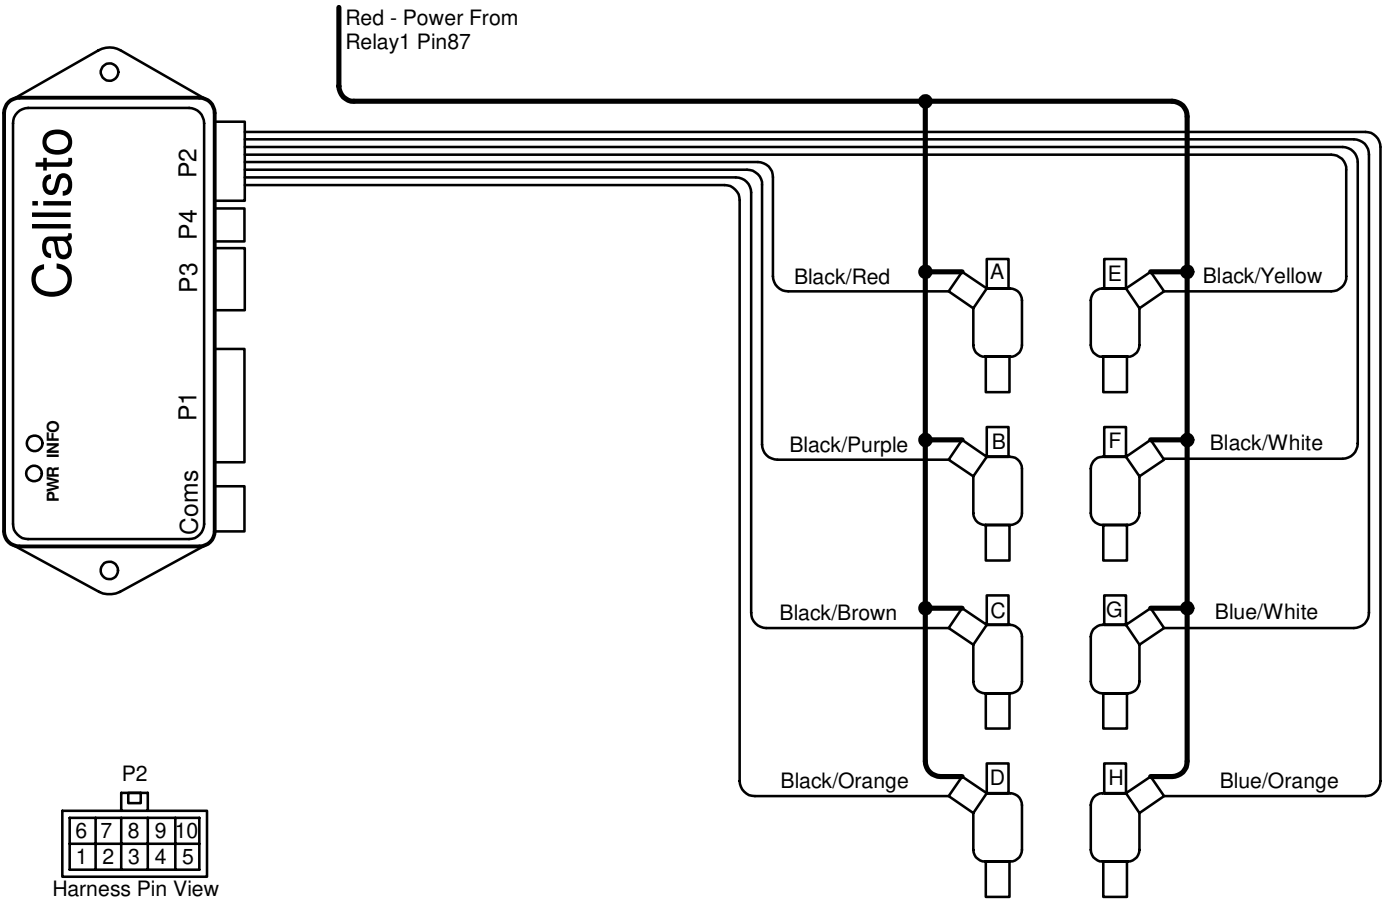 Red - Power From
Relay1 Pin87
Callisto
P2
P4
P3
P1
Coms
INFO
PWR
Black/Red
A
E
Black/Yellow
Black/Purple
B
F
Black/White
Black/Brown
C
G
Blue/White
Black/Orange
D
H
Blue/Orange
P2
6 7 8 9 10
1 2 3 4 5
Harness Pin View